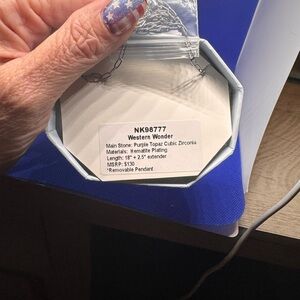 NK98777
Western Wonder
Main Stone: Purple Topaz Cubic Zirconia
Materials: Hematite Plating
Length: 18" + 2.5" extender
MSRP: $130
*Removable Pendant